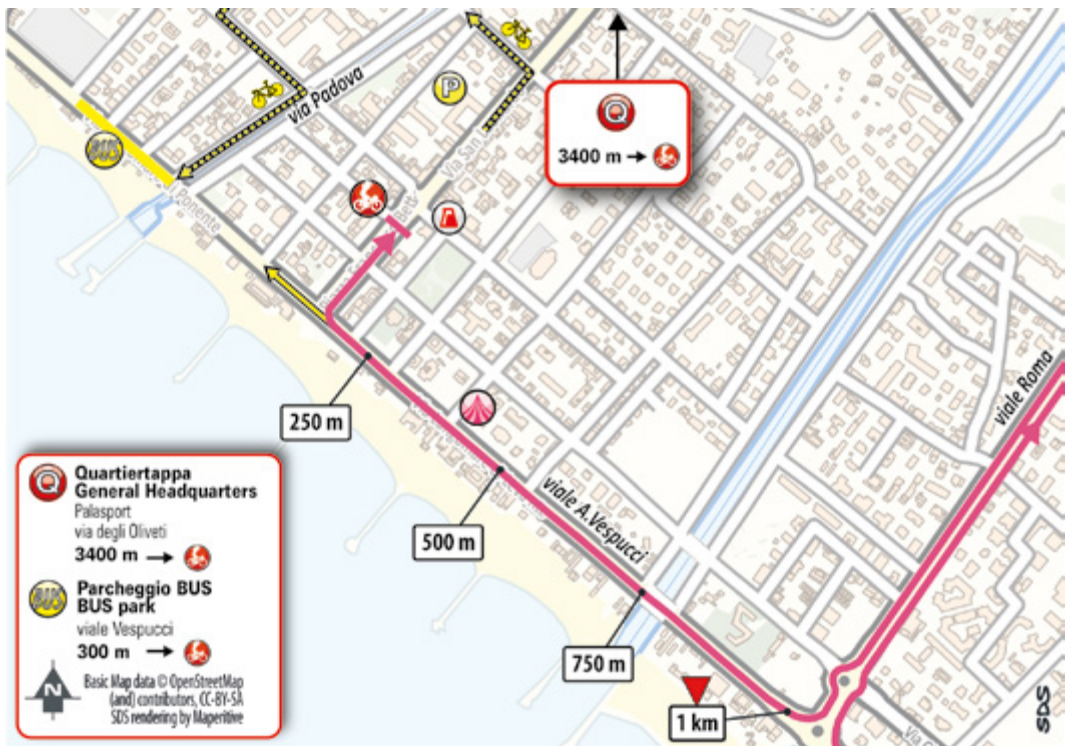 via Padova
P
BUS
Ponente
via San
Q
3400 m
viale Roma
250 m
500 m
viale A.Vespucci
750 m
1 km
Q
Quartiertappa
General Headquarters
Palasport
via degli Oliveti
3400 m
BUS
Parcheggio BUS
BUS park
viale Vespucci
300 m
N
Basic Map data © OpenStreetMap
(and) contributors, CC-BY-SA
SDS rendering by Maperitive
SDS